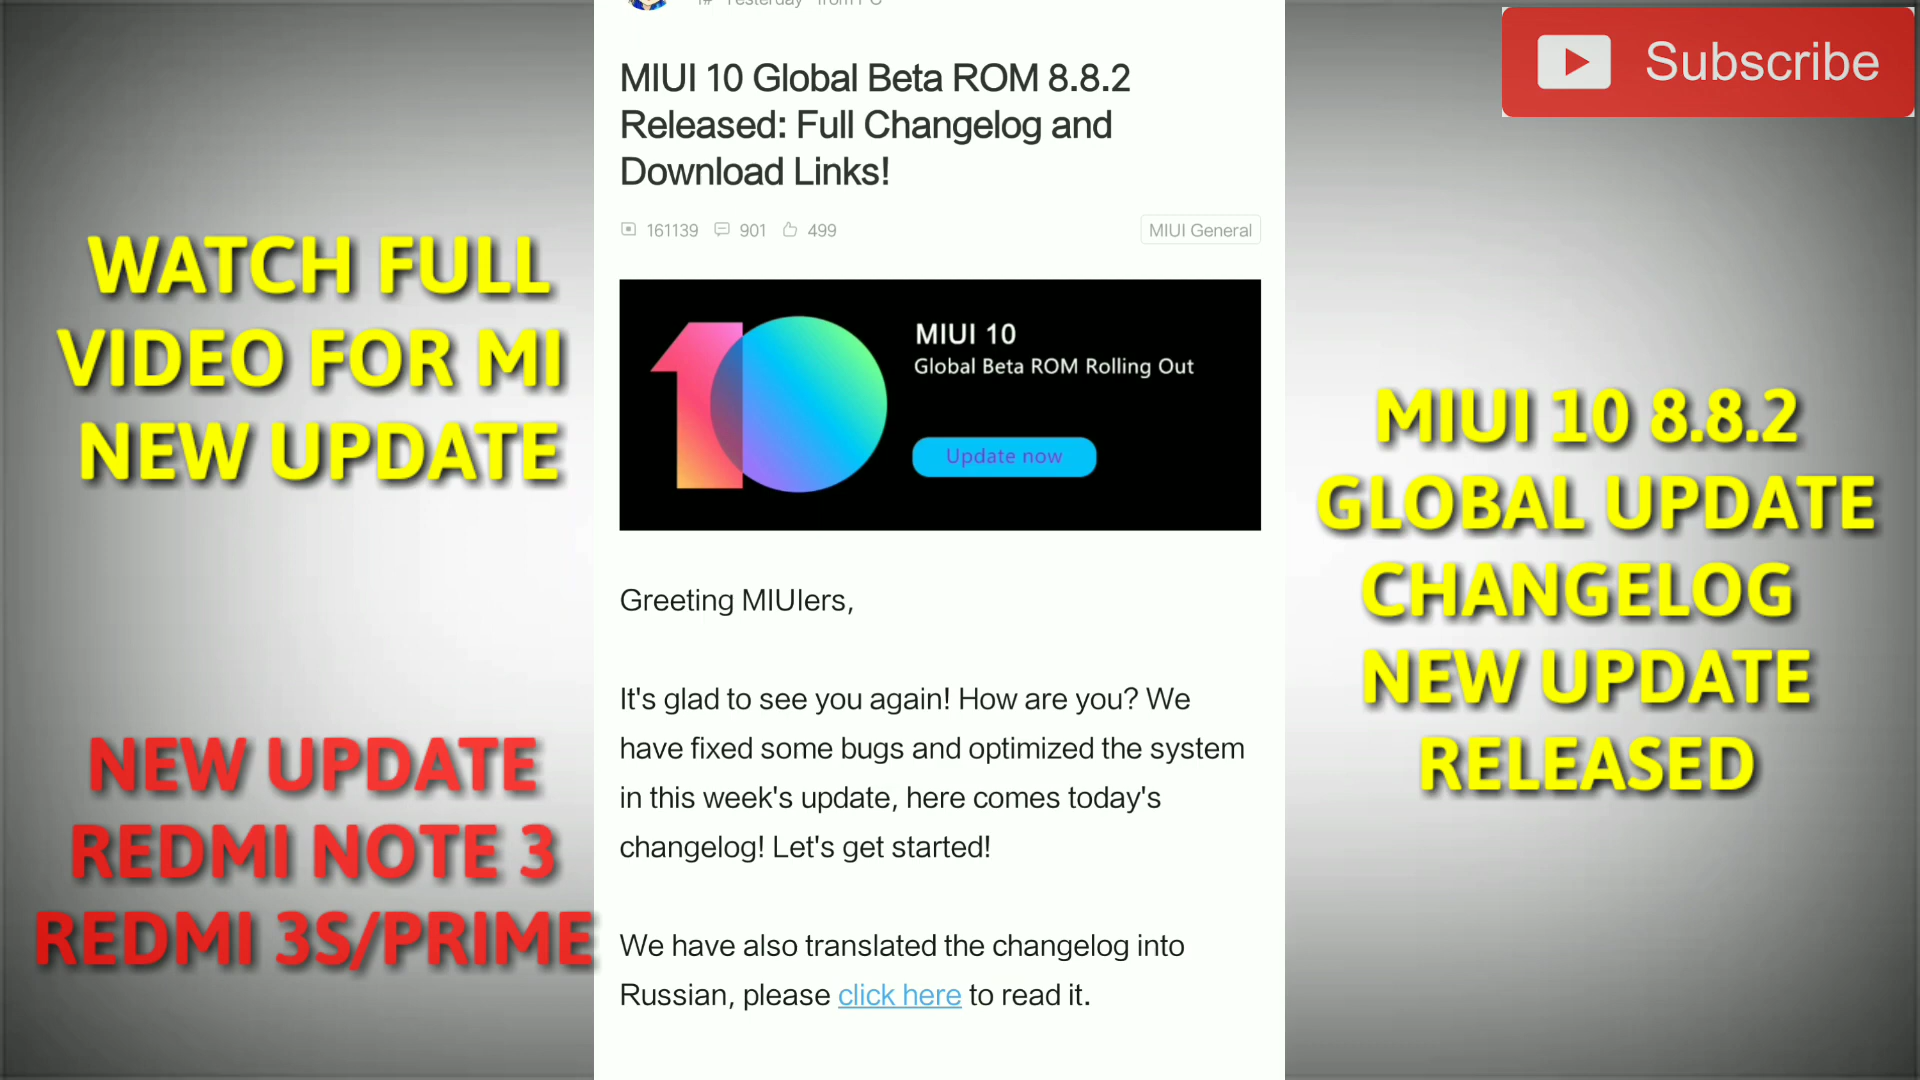 1# Yesterday from PC
MIUI 10 Global Beta ROM 8.8.2
Released: Full Changelog and
Download Links!
161139 901 499 MIUI General
MIUI 10
Global Beta ROM Rolling Out
Update now
Greeting MIUIers,
It's glad to see you again! How are you? We
have fixed some bugs and optimized the system
in this week's update, here comes today's
changelog! Let's get started!
We have also translated the changelog into
Russian, please click here to read it.
WATCH FULL
VIDEO FOR MI
NEW UPDATE
NEW UPDATE
REDMI NOTE 3
REDMI 3S/PRIME
Subscribe
MIUI 10 8.8.2
GLOBAL UPDATE
CHANGELOG
NEW UPDATE
RELEASED